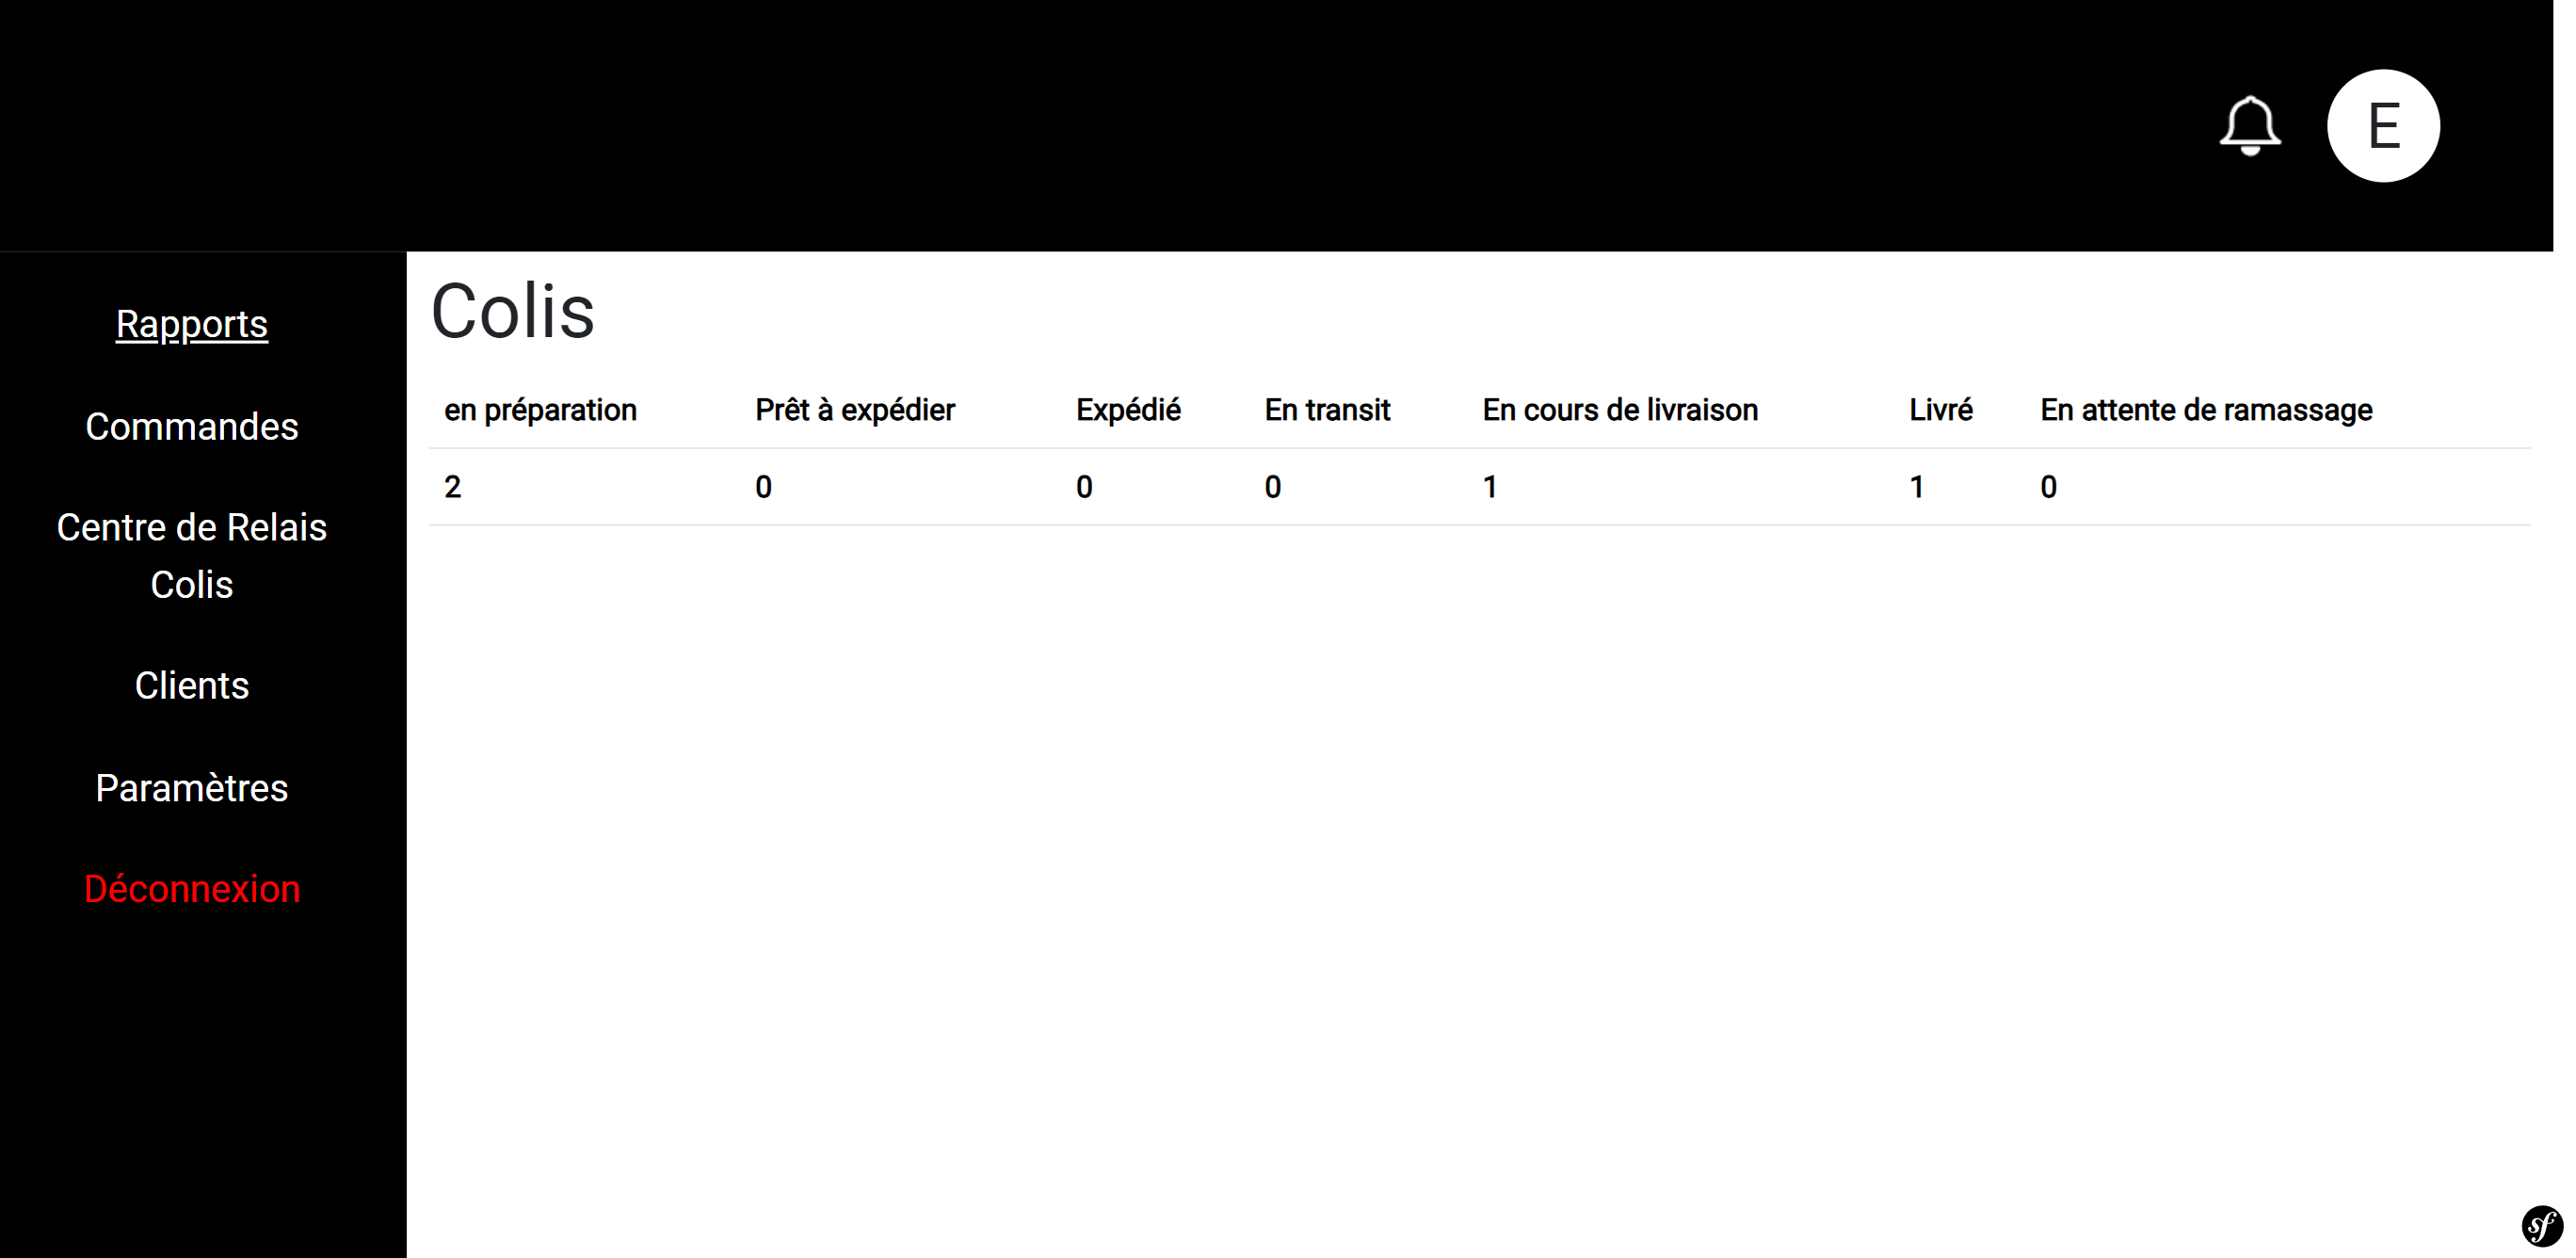 E
Rapports
Commandes
Centre de Relais
Colis
Clients
Paramètres
Déconnexion
Colis
en préparation Prêt à expédier Expédié En transit En cours de livraison Livré En attente de ramassage
2 0 0 0 1 1 0
sf